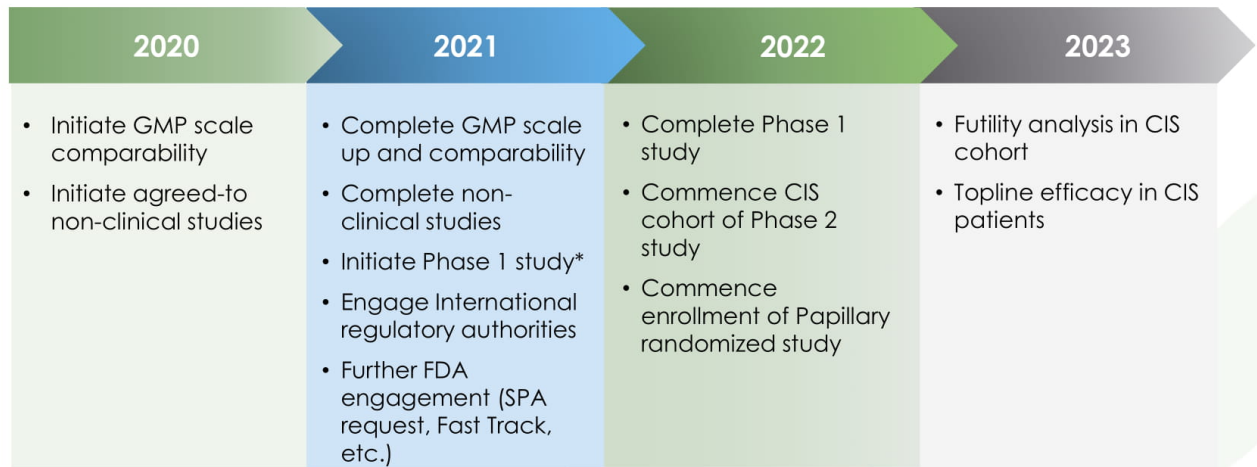 2020
2021
2022
2023
• Initiate GMP scale
comparability
• Initiate agreed-to
non-clinical studies
• Complete GMP scale
up and comparability
• Complete non-
clinical studies
• Initiate Phase 1 study*
• Engage International
regulatory authorities
• Further FDA
engagement (SPA
request, Fast Track,
etc.)
• Complete Phase 1
study
• Commence CIS
cohort of Phase 2
study
• Commence
enrollment of Papillary
randomized study
• Futility analysis in CIS
cohort
• Topline efficacy in CIS
patients